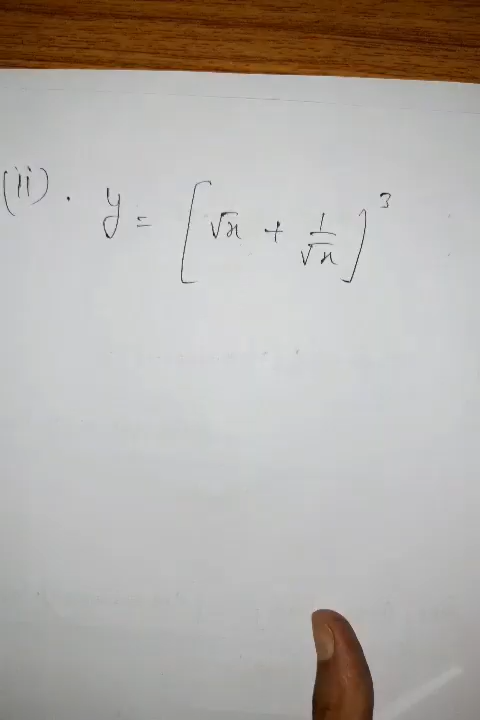 (ii). y = [√x + 1/√x]³